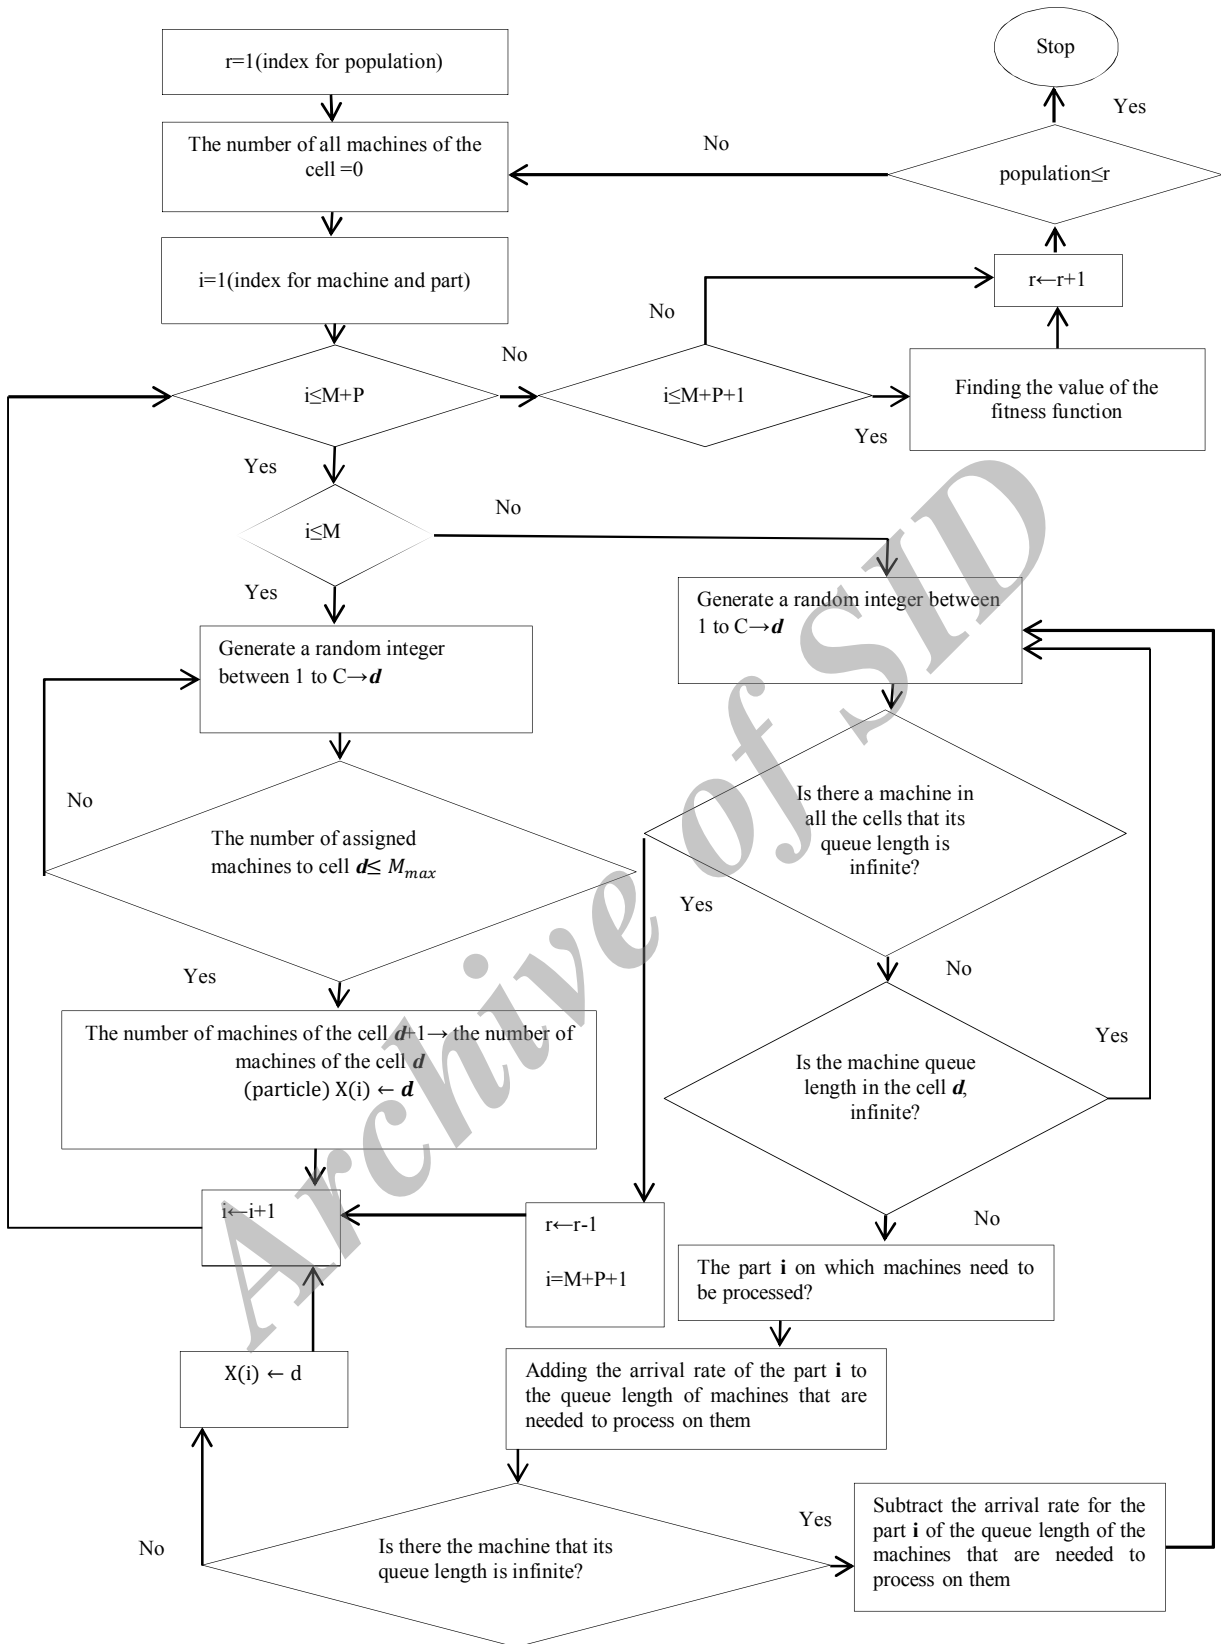 r=1(index for population)
Stop
Yes
The number of all machines of the
cell =0
No
population≤r
i=1(index for machine and part)
r←r+1
No
No
i≤M+P
i≤M+P+1
Finding the value of the
fitness function
Yes
Yes
i≤M
No
Yes
Generate a random integer between
1 to C→d
Generate a random integer
between 1 to C→d
No
Is there a machine in
all the cells that its
queue length is
infinite?
The number of assigned
machines to cell d≤ Mmax
Yes
Yes
No
The number of machines of the cell d+1→ the number of
machines of the cell d
(particle) X(i) ← d
Yes
Is the machine queue
length in the cell d,
infinite?
i←i+1
r←r-1
i=M+P+1
No
The part i on which machines need to
be processed?
X(i) ← d
Adding the arrival rate of the part i to
the queue length of machines that are
needed to process on them
No
Is there the machine that its
queue length is infinite?
Yes
Subtract the arrival rate for the
part i of the queue length of the
machines that are needed to
process on them
Archive of SID